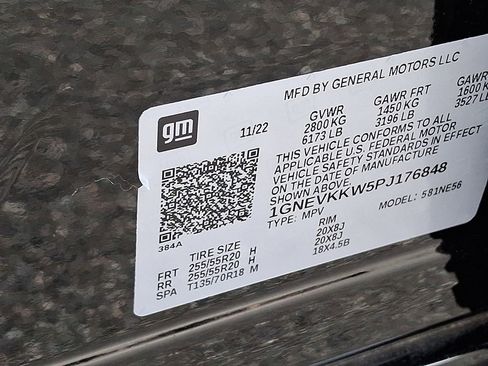 MFD BY GENERAL MOTORS LLC
gm
11/22
GVWR GAWR FRT GAWR
2800 KG 1450 KG 1600
6173 LB 3196 LB 3527 LB
THIS VEHICLE CONFORMS TO ALL
APPLICABLE U.S. FEDERAL MOTOR
VEHICLE SAFETY STANDARDS IN EFFECT
ON THE DATE OF MANUFACTURE
SHOWN ABOVE.
1GNEVKKW5PJ176848
TYPE: MPV MODEL: 581NE56
384A
TIRE SIZE RIM
FRT 255/55R20 H 20X8J
RR 255/55R20 H 20X8J
SPA T135/70R18 M 18X4.5B